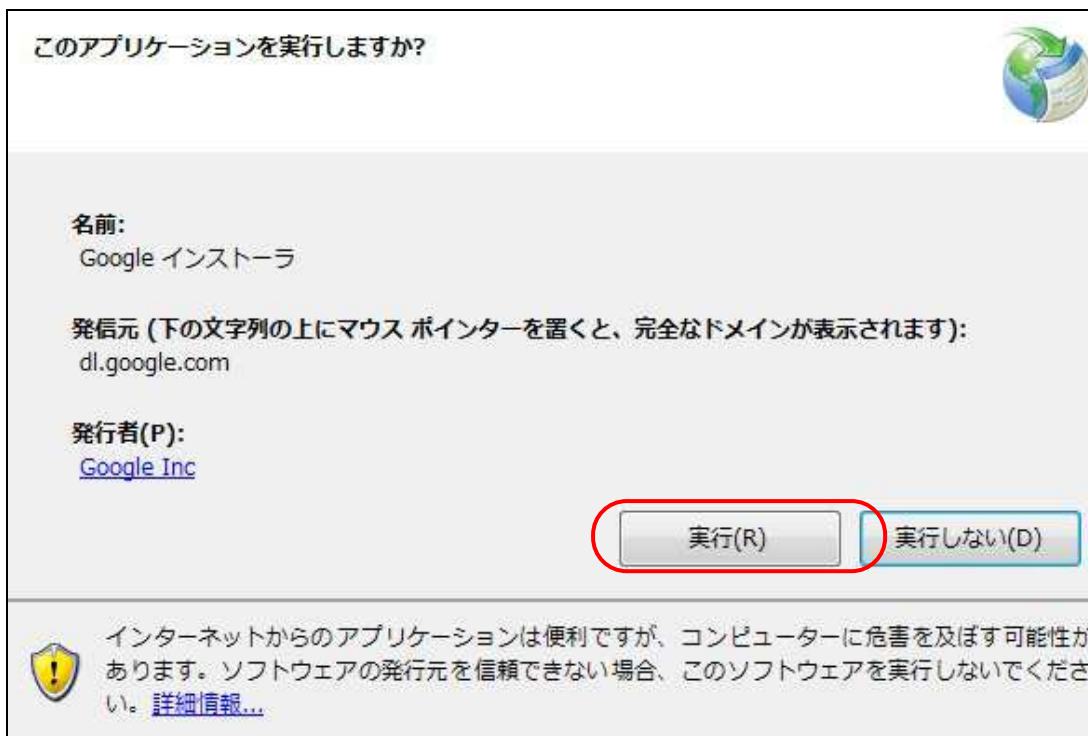 このアプリケーションを実行しますか?
名前:
Google インストーラ
発信元 (下の文字列の上にマウス ポインターを置くと、完全なドメインが表示されます):
dl.google.com
発行者(P):
Google Inc
実行(R)
実行しない(D)
インターネットからのアプリケーションは便利ですが、コンピューターに危害を及ぼす可能性が
あります。ソフトウェアの発行元を信頼できない場合、このソフトウェアを実行しないでくださ
い。詳細情報...